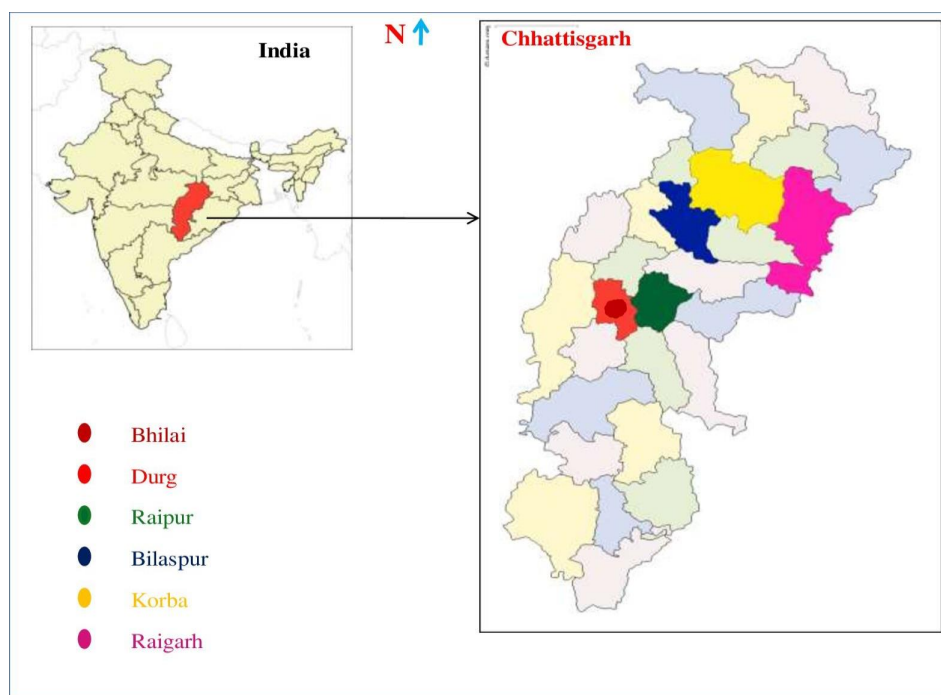 India
N
Chhattisgarh
Bhilai
Durg
Raipur
Bilaspur
Korba
Raigarh